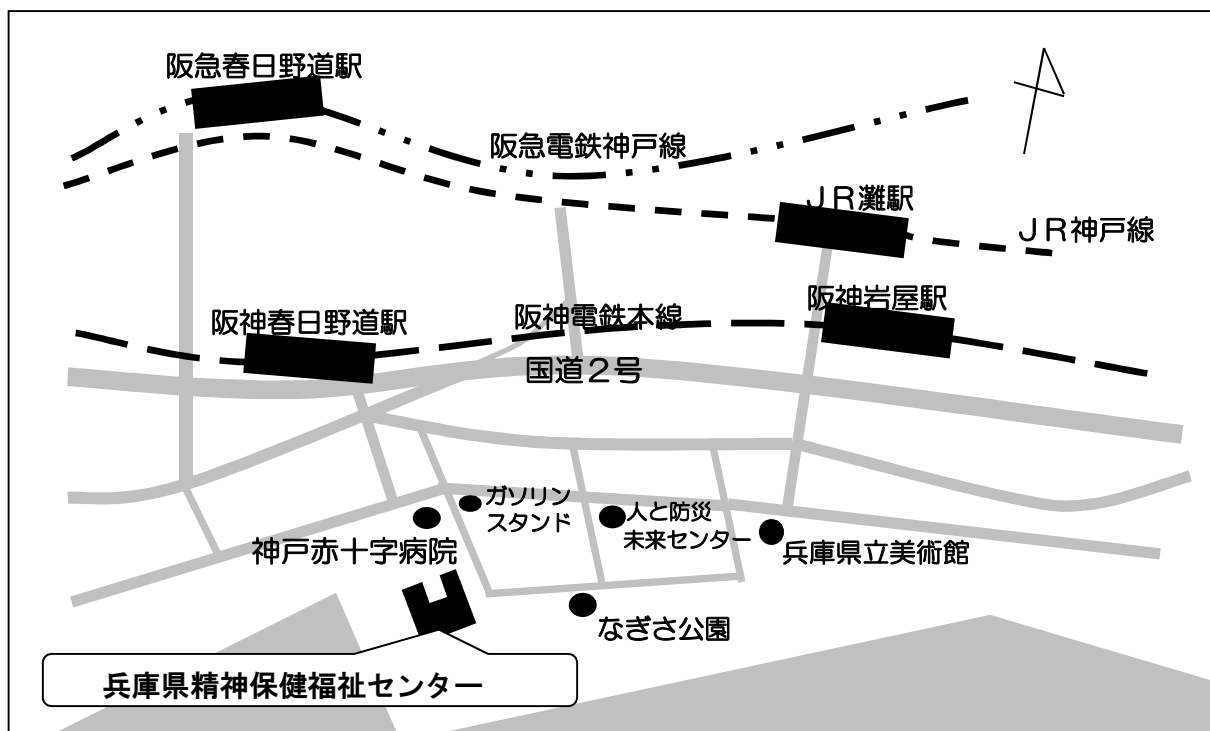 阪急春日野道駅
阪急電鉄神戸線
ＪＲ灘駅
ＪＲ神戸線
阪神岩屋駅
阪神春日野道駅
阪神電鉄本線
国道２号
ガソリン
スタンド
人と防災
未来センター
神戸赤十字病院
兵庫県立美術館
なぎさ公園
兵庫県精神保健福祉センター